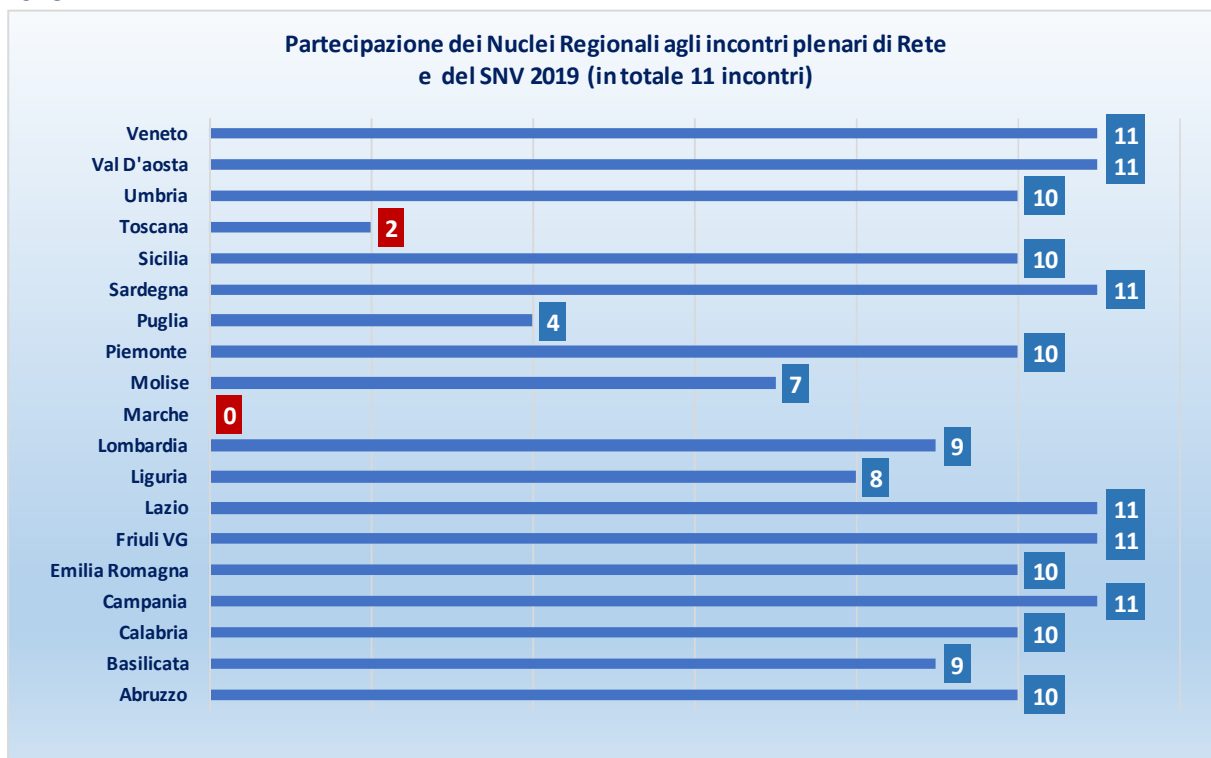 Partecipazione dei Nuclei Regionali agli incontri plenari di Rete
e del SNV 2019 (in totale 11 incontri)
Veneto 11
Val D'aosta 11
Umbria 10
Toscana 2
Sicilia 10
Sardegna 11
Puglia 4
Piemonte 10
Molise 7
Marche 0
Lombardia 9
Liguria 8
Lazio 11
Friuli VG 11
Emilia Romagna 10
Campania 11
Calabria 10
Basilicata 9
Abruzzo 10